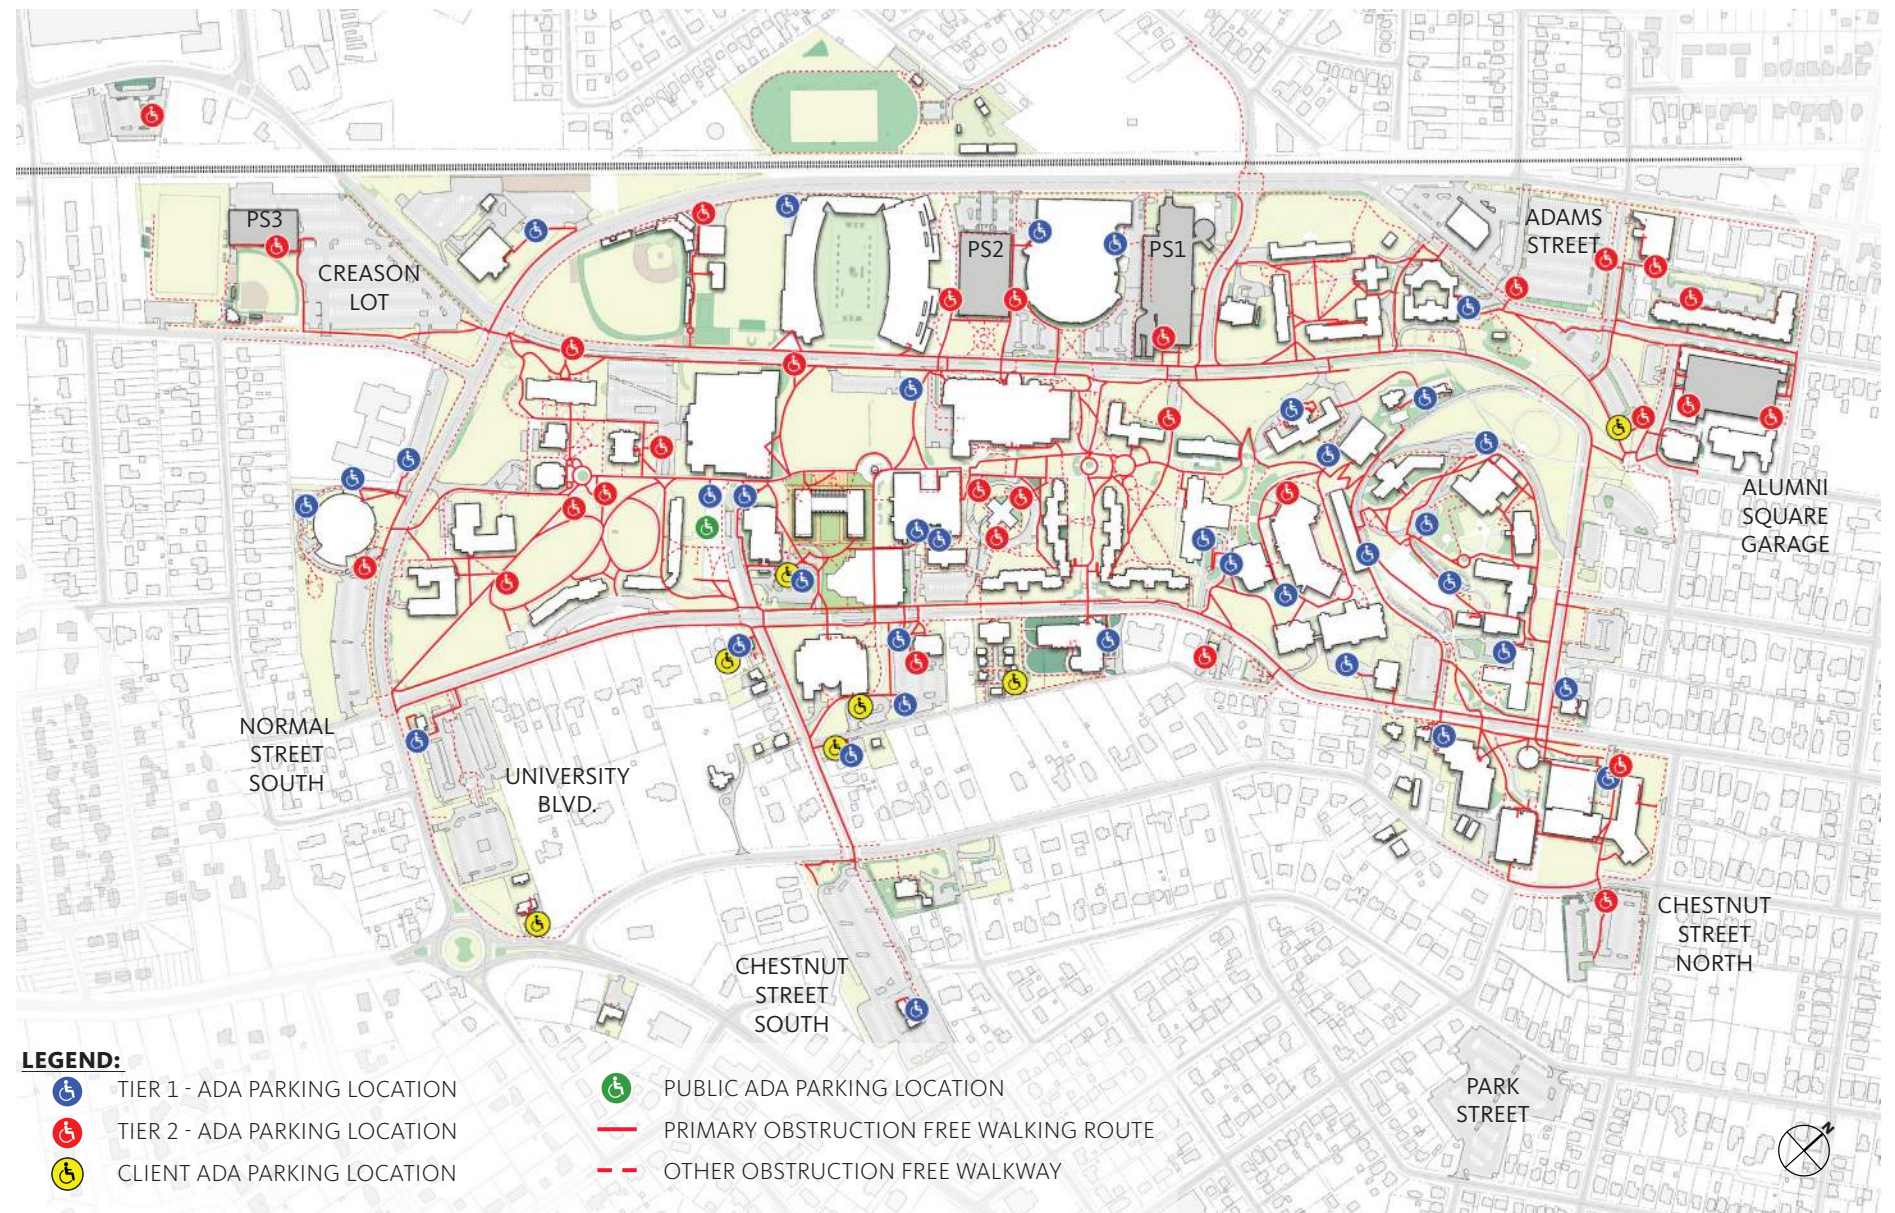 PS3
CREASON
LOT
PS2
PS1
ADAMS
STREET
ALUMNI
SQUARE
GARAGE
NORMAL
STREET
SOUTH
UNIVERSITY
BLVD.
CHESTNUT
STREET
SOUTH
CHESTNUT
STREET
NORTH
PARK
STREET
N
LEGEND:
TIER 1 - ADA PARKING LOCATION
TIER 2 - ADA PARKING LOCATION
CLIENT ADA PARKING LOCATION
PUBLIC ADA PARKING LOCATION
PRIMARY OBSTRUCTION FREE WALKING ROUTE
OTHER OBSTRUCTION FREE WALKWAY